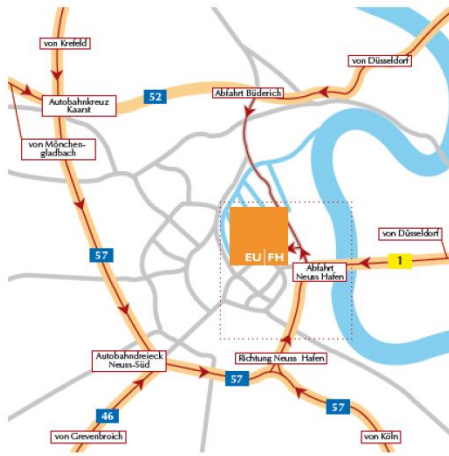 von Krefeld
von Düsseldorf
52
Abfahrt Büderich
Autobahnkreuz
Kaarst
von Mönchen-
gladbach
EU FH
von Düsseldorf
57
1
Abfahrt
Neuss Hafen
Autobahndreieck
Neuss-Süd
Richtung Neuss Hafen
57
57
46
von Grevenbroich
von Köln